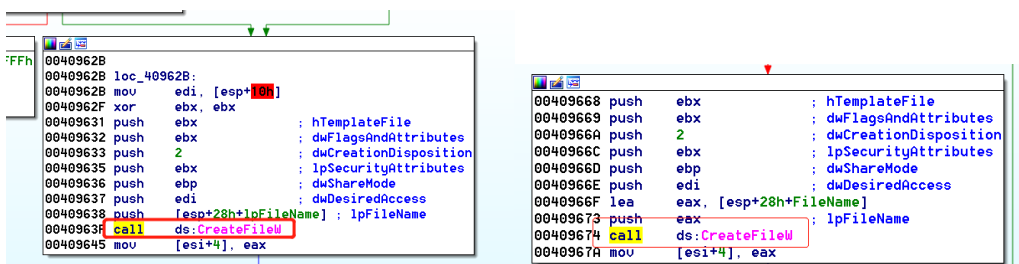 FFFh
0040962B
0040962B loc_40962B:
0040962B mov edi, [esp+10h]
0040962F xor ebx, ebx
00409631 push ebx ; hTemplateFile
00409632 push ebx ; dwFlagsAndAttributes
00409633 push 2 ; dwCreationDisposition
00409635 push ebx ; lpSecurityAttributes
00409636 push ebp ; dwShareMode
00409637 push edi ; dwDesiredAccess
00409638 push [esp+28h+lpFileName] ; lpFileName
0040963F call ds:CreateFileW
00409645 mov [esi+4], eax
00409668 push ebx ; hTemplateFile
00409669 push ebx ; dwFlagsAndAttributes
0040966A push 2 ; dwCreationDisposition
0040966C push ebx ; lpSecurityAttributes
0040966D push ebp ; dwShareMode
0040966E push edi ; dwDesiredAccess
0040966F lea eax, [esp+28h+FileName]
00409673 push eax ; lpFileName
00409674 call ds:CreateFileW
0040967A mov [esi+4], eax